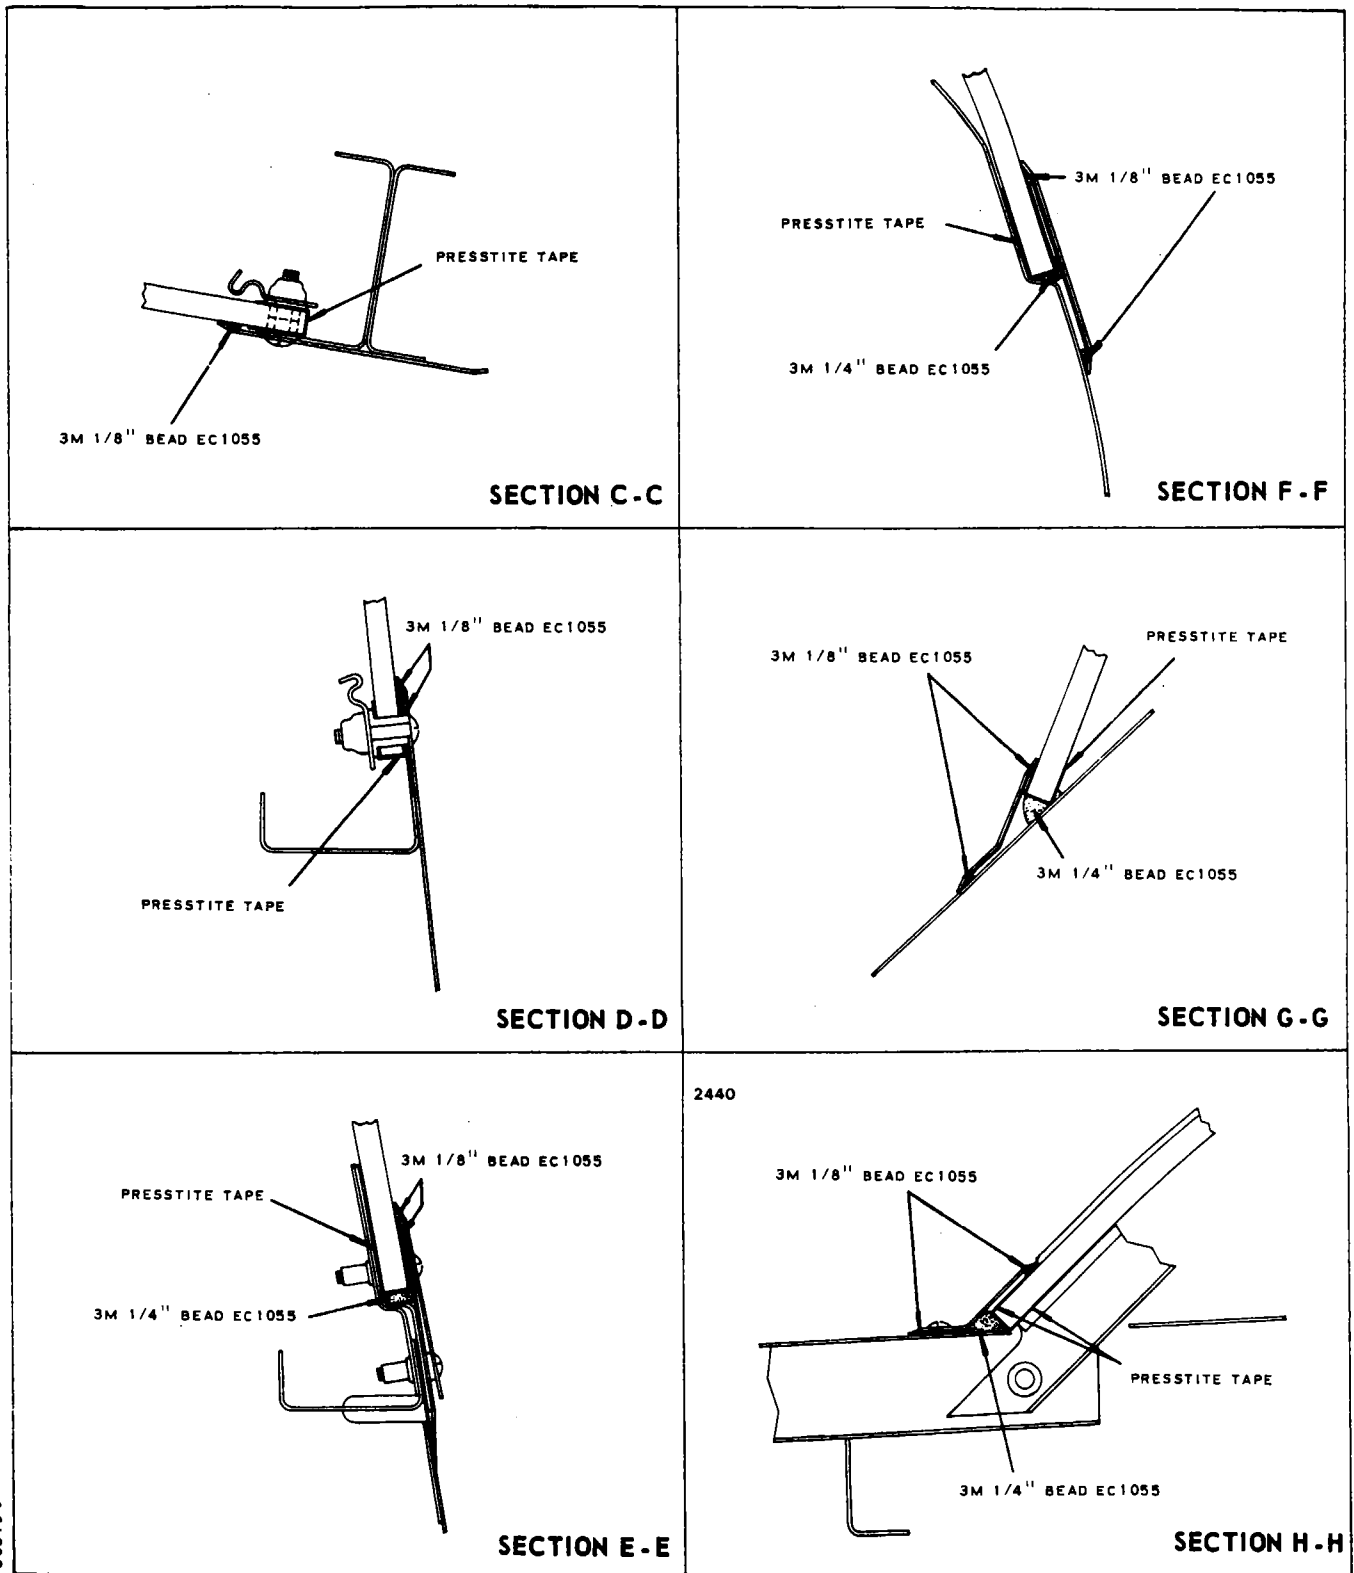 PRESSTITE TAPE
3M 1/8" BEAD EC1055
SECTION C-C
3M 1/8" BEAD EC1055
PRESSTITE TAPE
3M 1/4" BEAD EC1055
SECTION F-F
3M 1/8" BEAD EC1055
PRESSTITE TAPE
SECTION D-D
PRESSTITE TAPE
3M 1/8" BEAD EC1055
3M 1/4" BEAD EC1055
SECTION G-G
3M 1/8" BEAD EC1055
PRESSTITE TAPE
3M 1/4" BEAD EC1055
SECTION E-E
2440
3M 1/8" BEAD EC1055
PRESSTITE TAPE
3M 1/4" BEAD EC1055
SECTION H-H